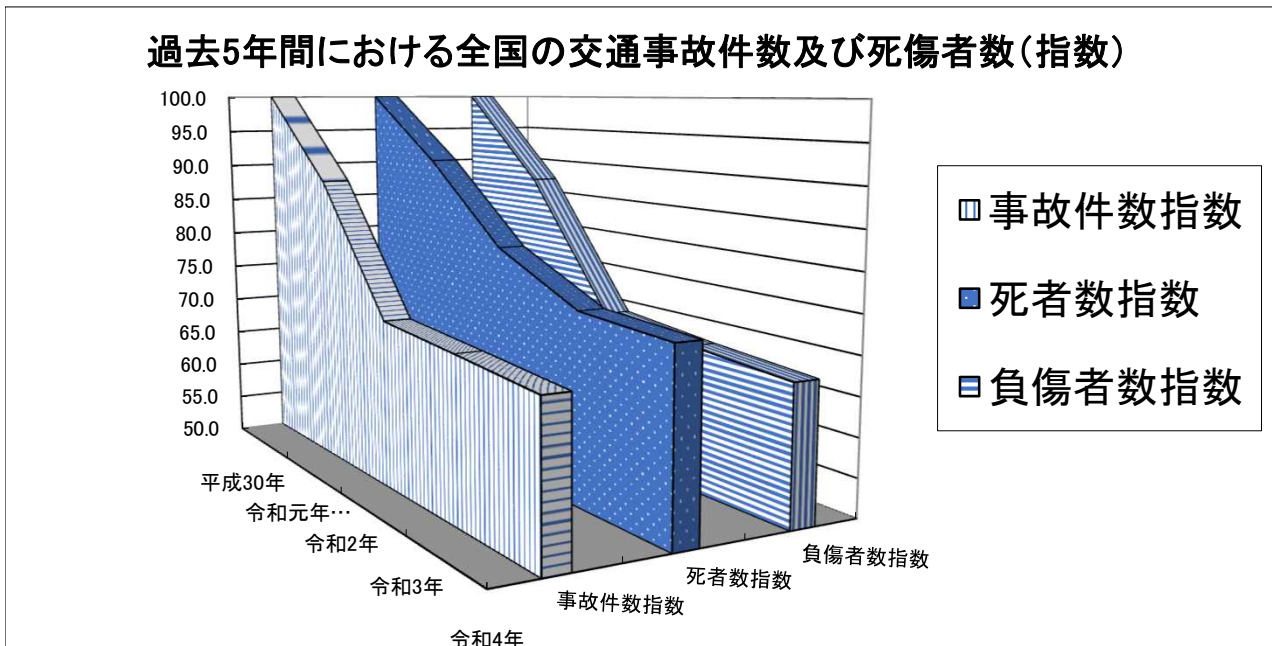 過去5年間における全国の交通事故件数及び死傷者数（指数）
100.0
95.0
90.0
85.0
80.0
75.0
70.0
65.0
60.0
55.0
50.0
平成30年
令和元年…
令和2年
令和3年
令和4年
事故件数指数
死者数指数
負傷者数指数
事故件数指数
死者数指数
負傷者数指数